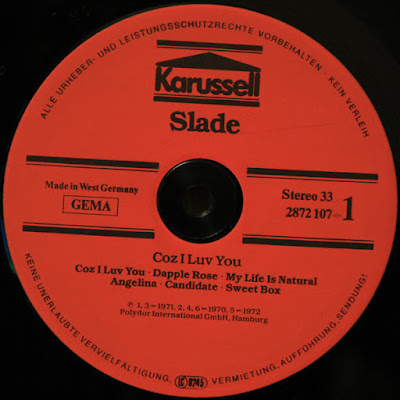 ALLE URHEBER- UND LEISTUNGSSCHUTZRECHTE VORBEHALTEN · KEIN VERLEIH
Karussell
Slade
Made in West Germany
GEMA
Stereo 33
2872 107-1
Coz I Luv You
Coz I Luv You · Dapple Rose · My Life Is Natural
Angelina · Candidate · Sweet Box
℗ 1, 3–1971, 2, 4, 6–1970, 5–1972
Polydor International GmbH, Hamburg
KEINE UNERLAUBTE VERVIELFÄLTIGUNG, VERMIETUNG, AUFFÜHRUNG, SENDUNG!
LC 8745